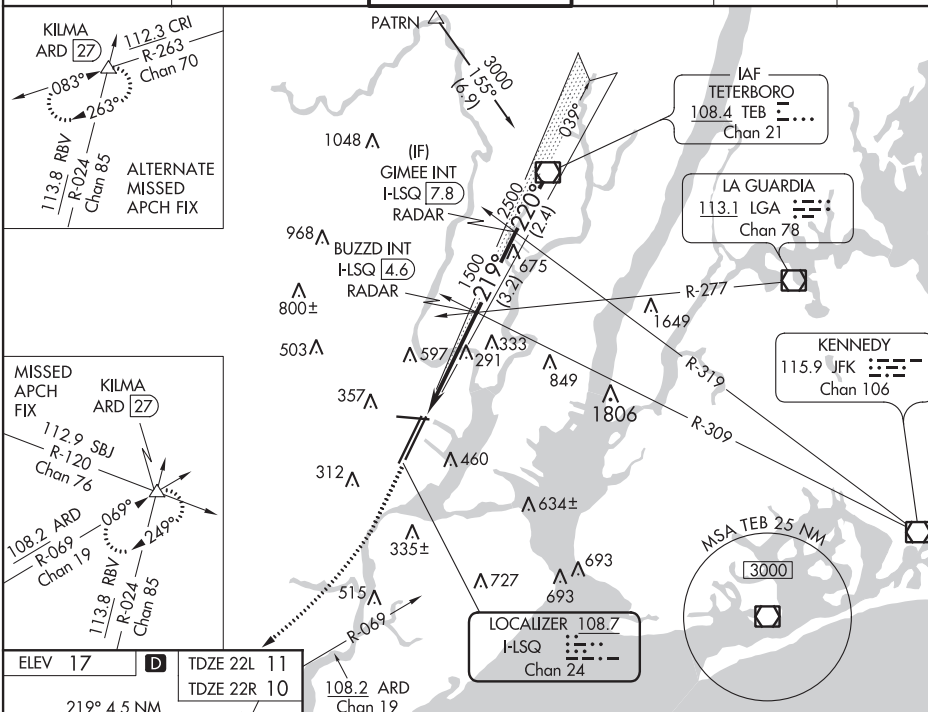 KILMA
ARD 27
112.3 CRI
R-263
Chan 70
083°
263°
113.8 RBV
R-024
Chan 85
ALTERNATE
MISSED
APCH FIX
PATRN
3000
155°
(6.9)
039°
IAF
TETERBORO
108.4 TEB
Chan 21
1048
(IF)
GIMEE INT
I-LSQ 7.8
RADAR
2500
220°
(2.4)
LA GUARDIA
113.1 LGA
Chan 78
968
BUZZD INT
I-LSQ 4.6
RADAR
1500
219°
(3.2)
675
R-277
800±
1649
503
597
291
333
849
R-319
KENNEDY
115.9 JFK
Chan 106
MISSED
APCH
FIX
KILMA
ARD 27
357
1806
R-309
112.9 SBJ
R-120
Chan 76
312
460
634±
069°
249°
108.2 ARD
R-069
Chan 19
113.8 RBV
R-024
Chan 85
335±
MSA TEB 25 NM
3000
727
693
693
515
R-069
LOCALIZER 108.7
I-LSQ
Chan 24
ELEV 17
D
TDZE 22L 11
TDZE 22R 10
108.2 ARD
Chan 19
219° 4.5 NM